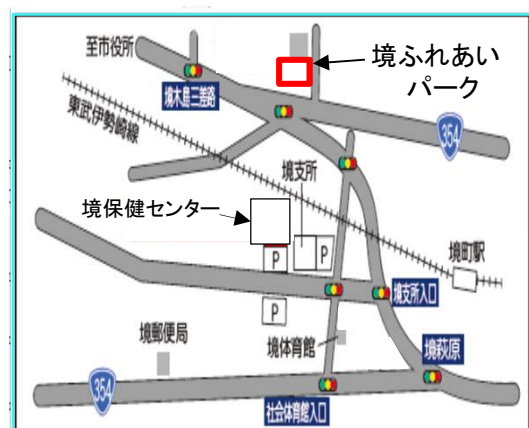 至市役所
境ふれあい
パーク
境木島三差路
東武伊勢崎線
354
境支所
境保健センター
P
P
P
境町駅
境支所入口
境郵便局
境体育館
境萩原
354
社会体育館入口